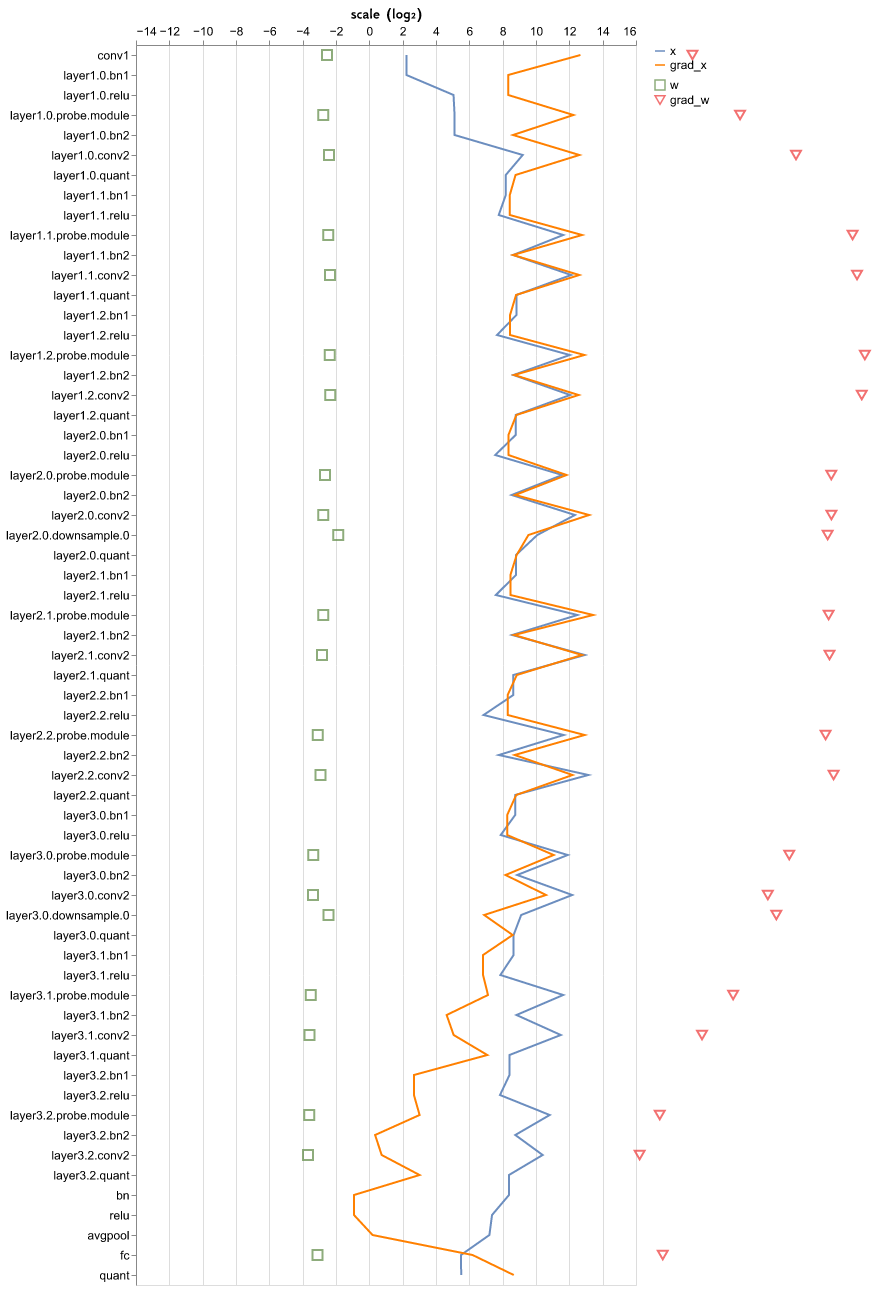 scale (log₂)
−14 −12 −10 −8 −6 −4 −2 0 2 4 6 8 10 12 14 16
x
grad_x
w
grad_w
conv1
layer1.0.bn1
layer1.0.relu
layer1.0.probe.module
layer1.0.bn2
layer1.0.conv2
layer1.0.quant
layer1.1.bn1
layer1.1.relu
layer1.1.probe.module
layer1.1.bn2
layer1.1.conv2
layer1.1.quant
layer1.2.bn1
layer1.2.relu
layer1.2.probe.module
layer1.2.bn2
layer1.2.conv2
layer1.2.quant
layer2.0.bn1
layer2.0.relu
layer2.0.probe.module
layer2.0.bn2
layer2.0.conv2
layer2.0.downsample.0
layer2.0.quant
layer2.1.bn1
layer2.1.relu
layer2.1.probe.module
layer2.1.bn2
layer2.1.conv2
layer2.1.quant
layer2.2.bn1
layer2.2.relu
layer2.2.probe.module
layer2.2.bn2
layer2.2.conv2
layer2.2.quant
layer3.0.bn1
layer3.0.relu
layer3.0.probe.module
layer3.0.bn2
layer3.0.conv2
layer3.0.downsample.0
layer3.0.quant
layer3.1.bn1
layer3.1.relu
layer3.1.probe.module
layer3.1.bn2
layer3.1.conv2
layer3.1.quant
layer3.2.bn1
layer3.2.relu
layer3.2.probe.module
layer3.2.bn2
layer3.2.conv2
layer3.2.quant
bn
relu
avgpool
fc
quant